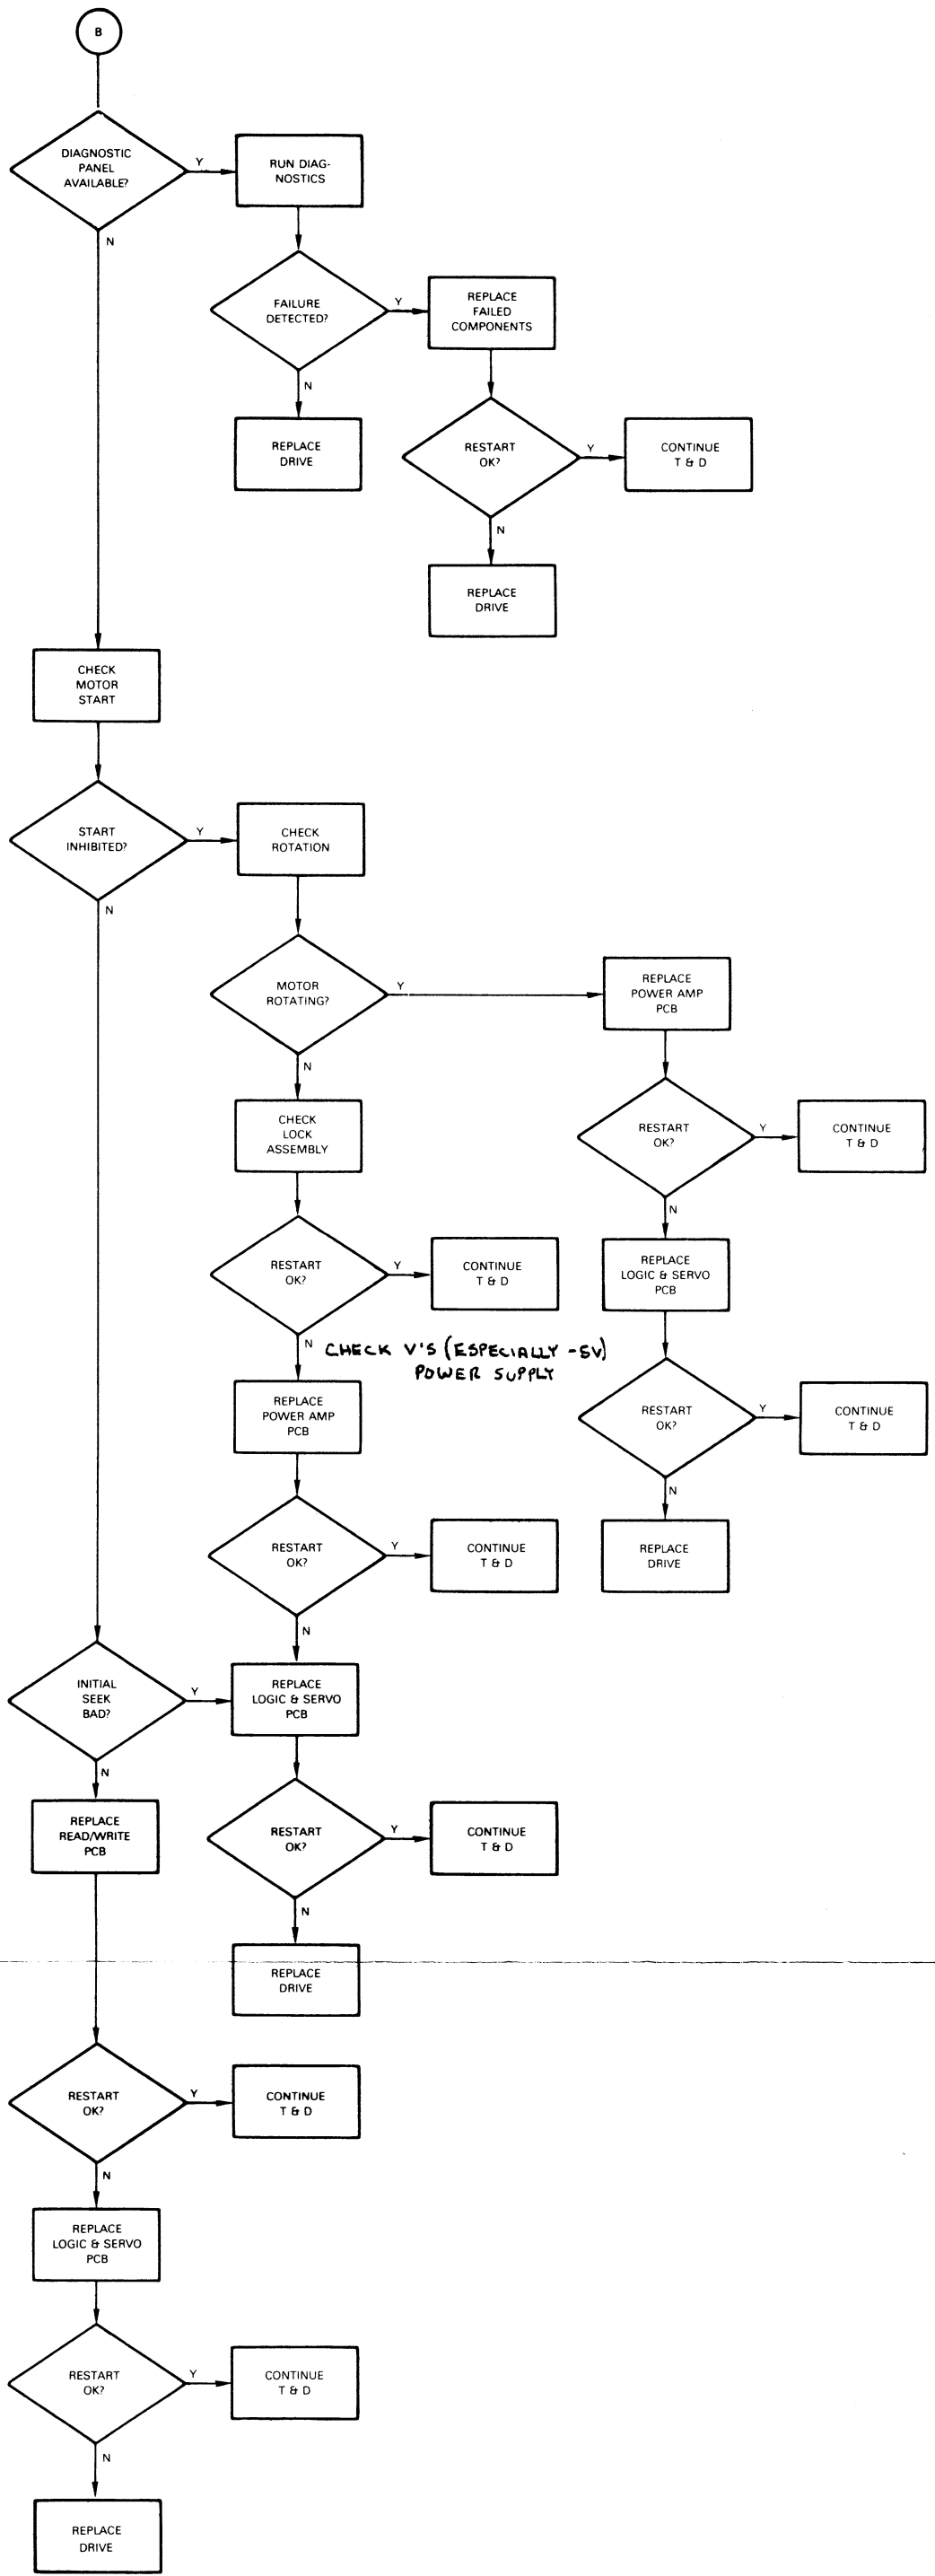 B
DIAGNOSTIC
PANEL
AVAILABLE?
Y
RUN DIAG-
NOSTICS
N
FAILURE
DETECTED?
Y
REPLACE
FAILED
COMPONENTS
N
REPLACE
DRIVE
RESTART
OK?
Y
CONTINUE
T & D
N
REPLACE
DRIVE
CHECK
MOTOR
START
START
INHIBITED?
Y
CHECK
ROTATION
N
MOTOR
ROTATING?
Y
REPLACE
POWER AMP
PCB
N
CHECK
LOCK
ASSEMBLY
RESTART
OK?
Y
CONTINUE
T & D
N
RESTART
OK?
Y
CONTINUE
T & D
REPLACE
LOGIC & SERVO
PCB
N
CHECK V'S (ESPECIALLY -5V)
POWER SUPPLY
REPLACE
POWER AMP
PCB
RESTART
OK?
Y
CONTINUE
T & D
N
REPLACE
DRIVE
RESTART
OK?
Y
CONTINUE
T & D
N
INITIAL
SEEK
BAD?
Y
REPLACE
LOGIC & SERVO
PCB
N
REPLACE
READ/WRITE
PCB
RESTART
OK?
Y
CONTINUE
T & D
N
REPLACE
DRIVE
RESTART
OK?
Y
CONTINUE
T & D
N
REPLACE
LOGIC & SERVO
PCB
RESTART
OK?
Y
CONTINUE
T & D
N
REPLACE
DRIVE